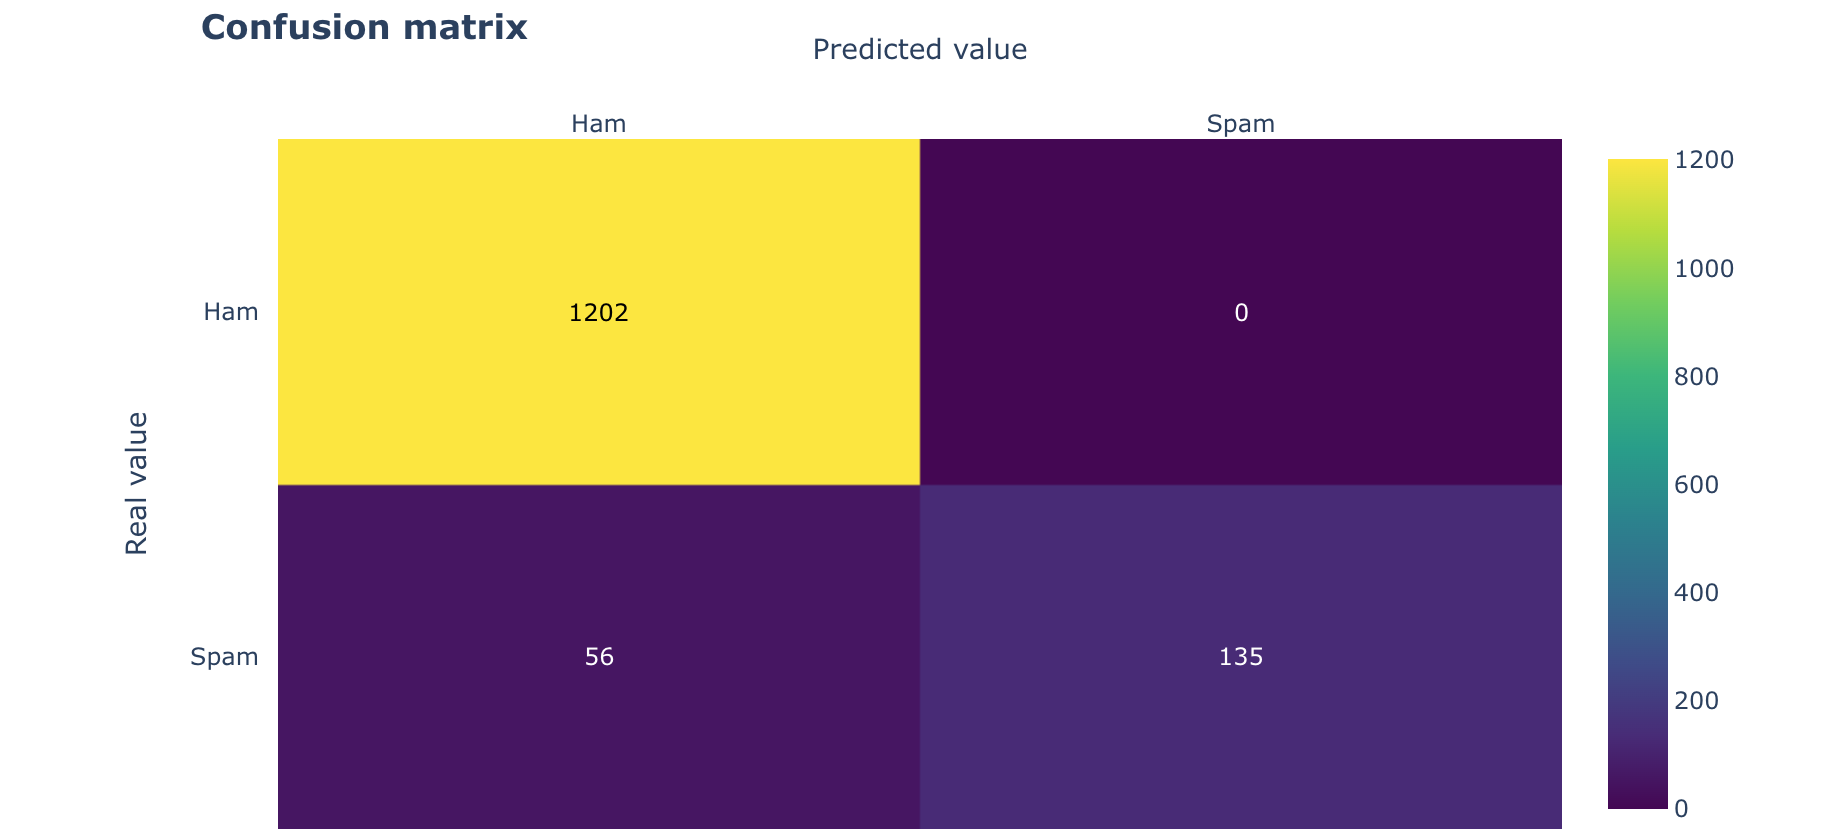 Confusion matrix
Predicted value
Ham
Spam
1200
1000
Ham
1202
0
800
Real value
600
400
Spam
56
135
200
0